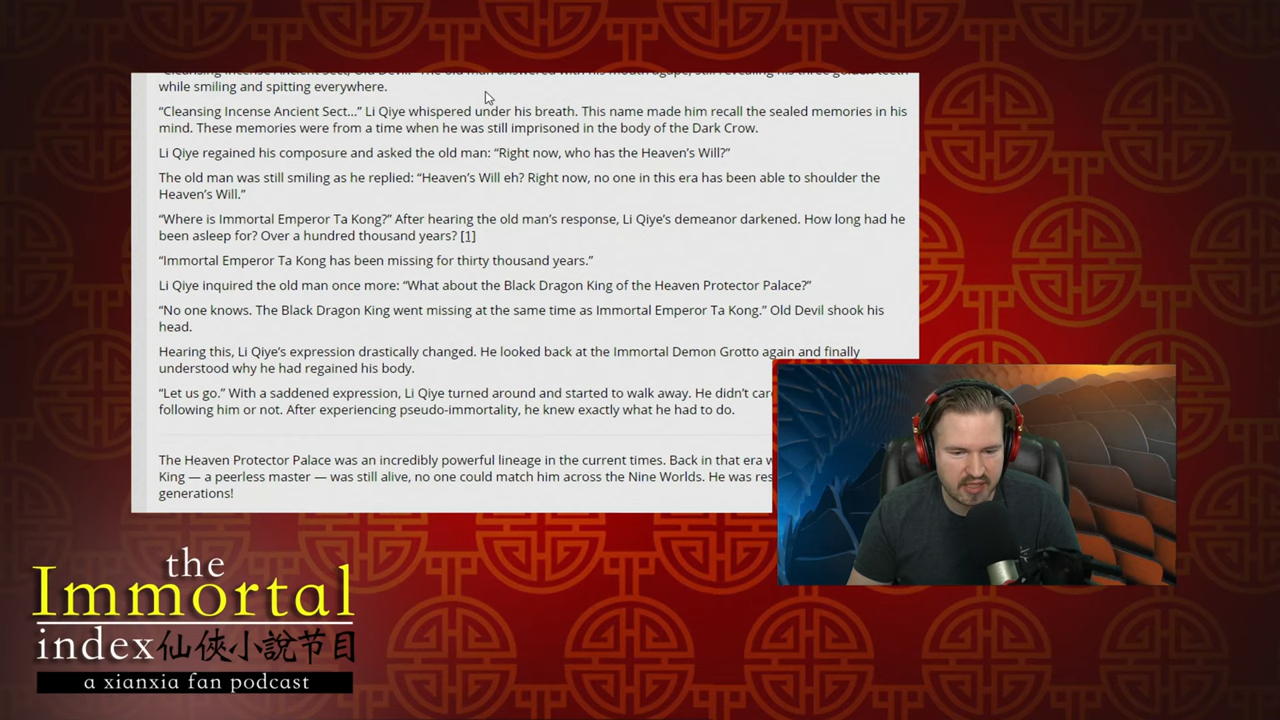 while smiling and spitting everywhere.
“Cleansing Incense Ancient Sect…” Li Qiye whispered under his breath. This name made him recall the sealed memories in his
mind. These memories were from a time when he was still imprisoned in the body of the Dark Crow.
Li Qiye regained his composure and asked the old man: “Right now, who has the Heaven’s Will?”
The old man was still smiling as he replied: “Heaven’s Will eh? Right now, no one in this era has been able to shoulder the
Heaven’s Will.”
“Where is Immortal Emperor Ta Kong?” After hearing the old man’s response, Li Qiye’s demeanor darkened. How long had he
been asleep for? Over a hundred thousand years? [1]
“Immortal Emperor Ta Kong has been missing for thirty thousand years.”
Li Qiye inquired the old man once more: “What about the Black Dragon King of the Heaven Protector Palace?”
“No one knows. The Black Dragon King went missing at the same time as Immortal Emperor Ta Kong.” Old Devil shook his
head.
Hearing this, Li Qiye’s expression drastically changed. He looked back at the Immortal Demon Grotto again and finally
understood why he had regained his body.
“Let us go.” With a saddened expression, Li Qiye turned around and started to walk away. He didn’t
following him or not. After experiencing pseudo-immortality, he knew exactly what he had to do.
The Heaven Protector Palace was an incredibly powerful lineage in the current times. Back in that era
King — a peerless master — was still alive, no one could match him across the Nine Worlds. He was
generations!
the
Immortal
index仙俠小說节目
a xianxia fan podcast